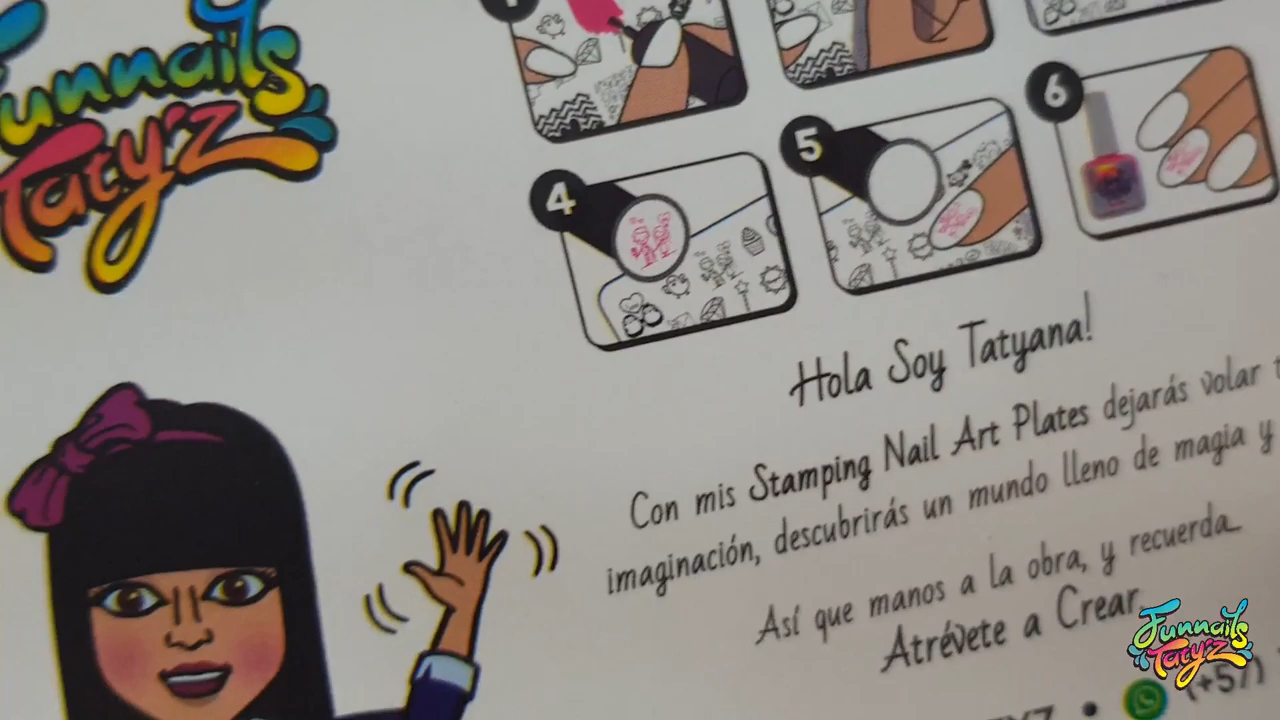 Funnails
Taty'z
4
5
6
Hola Soy Tatyana!
Con mis Stamping Nail Art Plates dejarás volar
imaginación, descubrirás un mundo lleno de magia y
Así que manos a la obra, y recuerda
Atrévete a Crear.
(+57)
Funnails
Taty'z